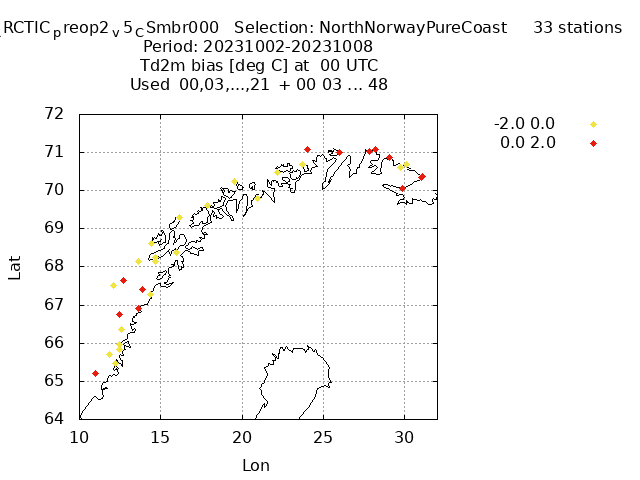 RCTIC p reop2 v 5 C Smbr000 Selection: NorthNorwayPureCoast 33 stations
Period: 20231002-20231008
Td2m bias [deg C] at 00 UTC
Used 00,03,...,21 + 00 03 ... 48
-2.0 0.0
0.0 2.0
72
71
70
69
68
67
66
65
64
Lat
10 15 20 25 30
Lon